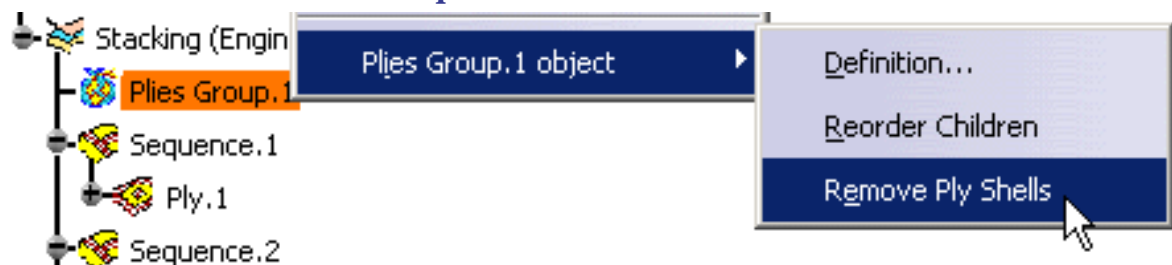 Stacking (Engin
Plies Group.1
Sequence.1
Ply.1
Sequence.2
Plies Group.1 object
Definition...
Reorder Children
Remove Ply Shells